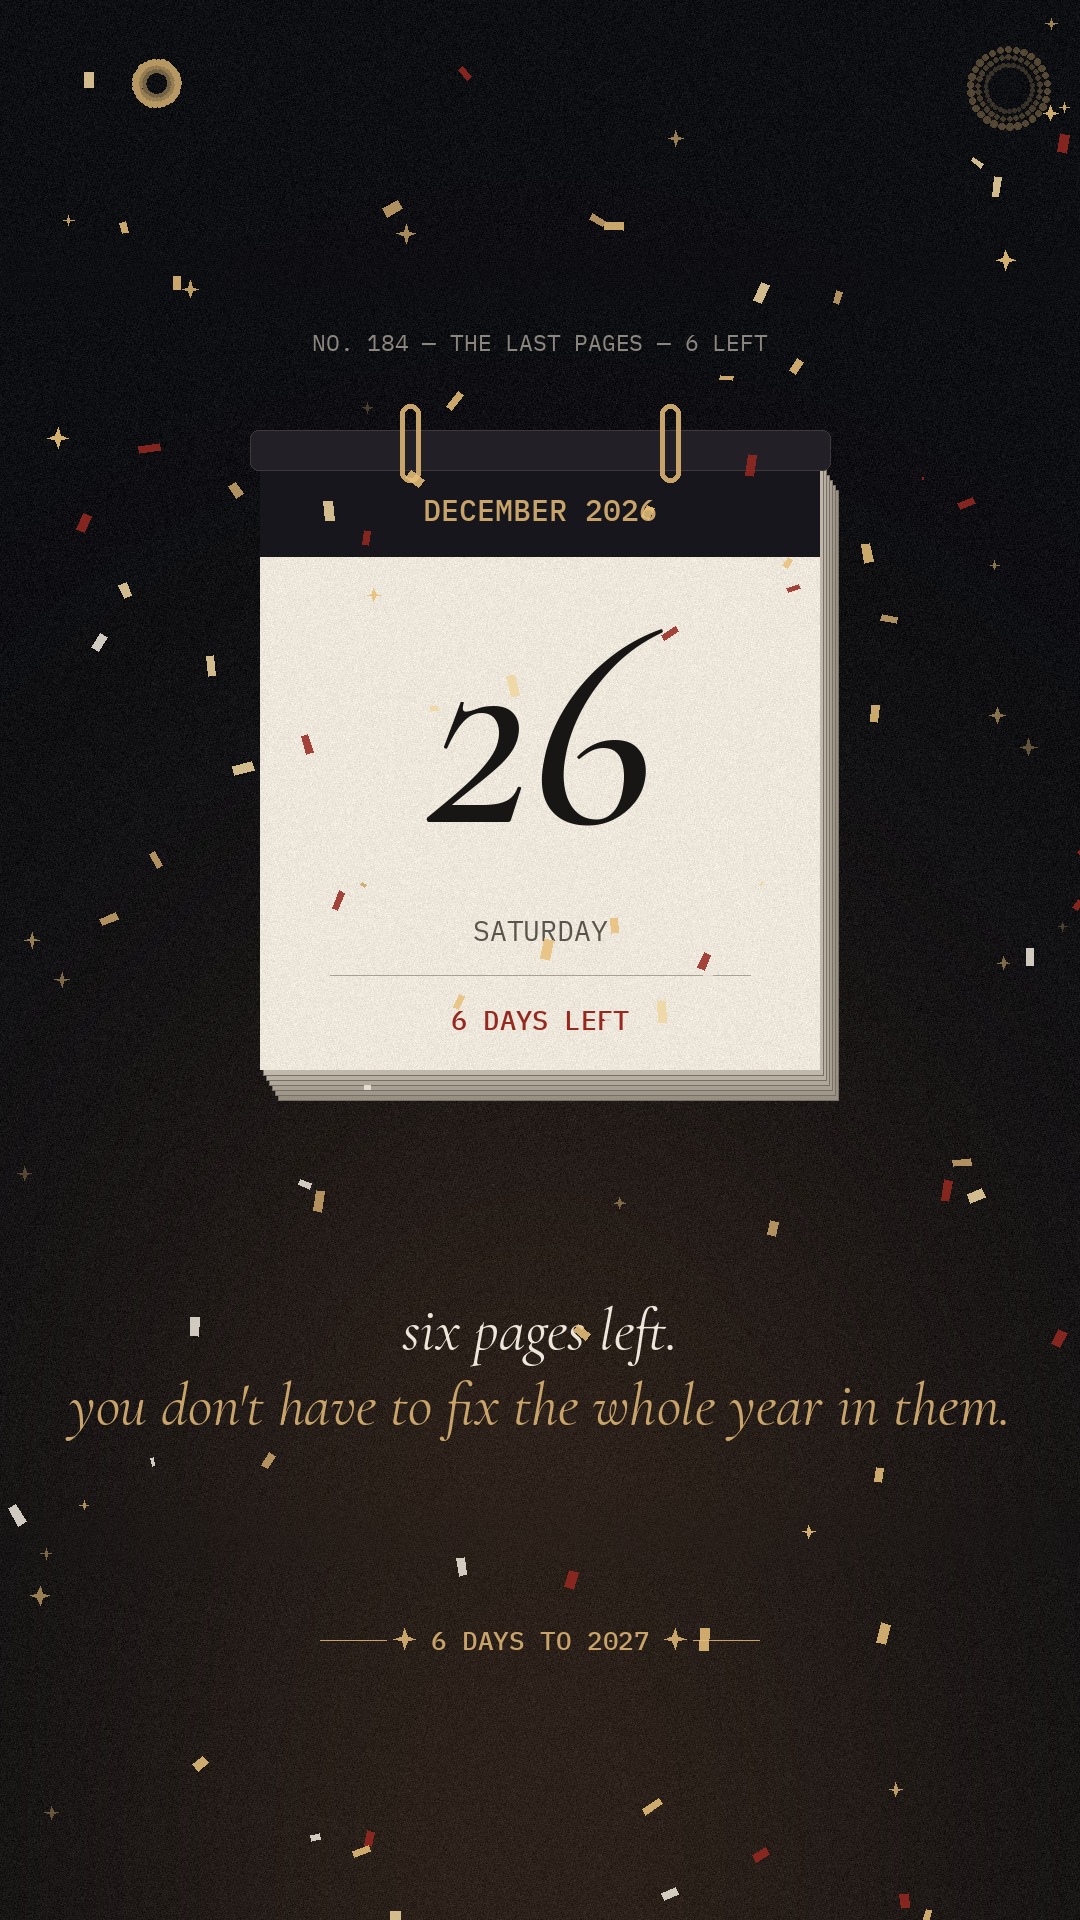 NO. 184 — THE LAST PAGES — 6 LEFT
DECEMBER 2026
26
SATURDAY
6 DAYS LEFT
six pages left.
you don't have to fix the whole year in them.
6 DAYS TO 2027